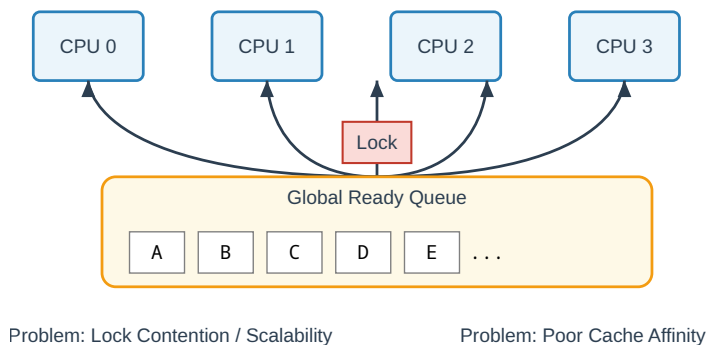 CPU 0 CPU 1 CPU 2 CPU 3
Lock
Global Ready Queue
A B C D E ...
Problem: Lock Contention / Scalability Problem: Poor Cache Affinity